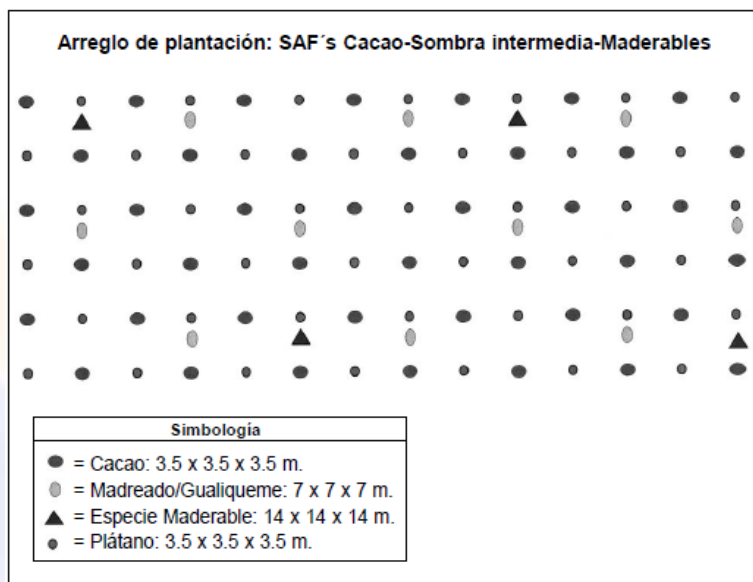 Arreglo de plantación: SAF´s Cacao-Sombra intermedia-Maderables
Simbología
= Cacao: 3.5 x 3.5 x 3.5 m.
= Madreado/Gualiqueme: 7 x 7 x 7 m.
= Especie Maderable: 14 x 14 x 14 m.
= Plátano: 3.5 x 3.5 x 3.5 m.